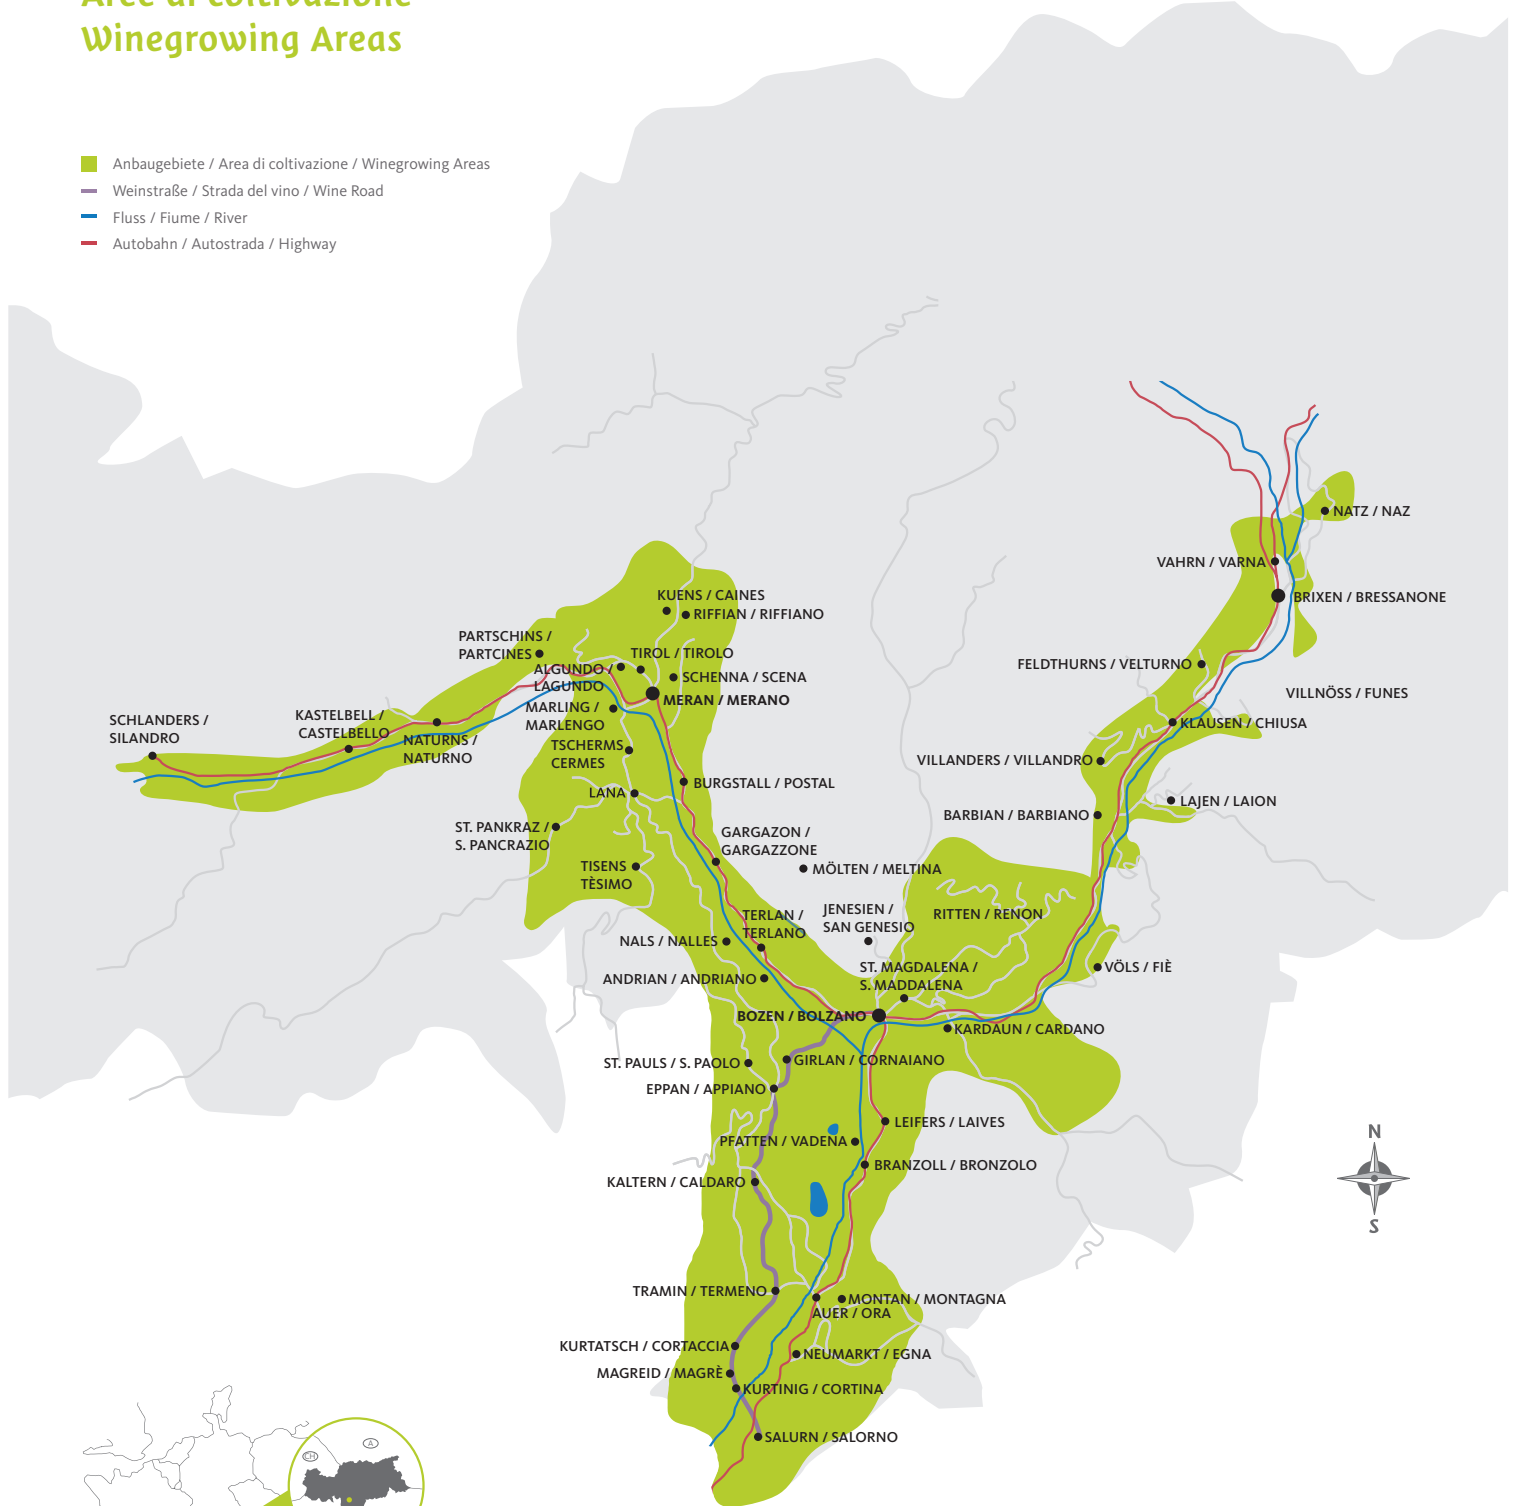 Aree di coltivazione
Winegrowing Areas
Anbaugebiete / Area di coltivazione / Winegrowing Areas
Weinstraße / Strada del vino / Wine Road
Fluss / Fiume / River
Autobahn / Autostrada / Highway
NATZ / NAZ
VAHRN / VARNA
BRIXEN / BRESSANONE
KUENS / CAINES
RIFFIAN / RIFFIANO
PARTSCHINS /
PARTCINES
TIROL / TIROLO
ALGUNDO /
LAGUNDO
SCHENNA / SCENA
FELDTHURNS / VELTURNO
MERAN / MERANO
VILLNÖSS / FUNES
MARLING /
MARLENGO
SCHLANDERS /
SILANDRO
KASTELBELL /
CASTELBELLO
NATURNS /
NATURNO
KLAUSEN / CHIUSA
TSCHERMS
CERMES
VILLANDERS / VILLANDRO
BURGSTALL / POSTAL
LANA
LAJEN / LAION
BARBIAN / BARBIANO
ST. PANKRAZ /
S. PANCRAZIO
GARGAZON /
GARGAZZONE
TISENS
TÈSIMO
MÖLTEN / MELTINA
JENESIEN /
SAN GENESIO
RITTEN / RENON
TERLAN /
TERLANO
NALS / NALLES
ST. MAGDALENA /
S. MADDALENA
VÖLS / FIÈ
ANDRIAN / ANDRIANO
BOZEN / BOLZANO
KARDAUN / CARDANO
ST. PAULS / S. PAOLO
GIRLAN / CORNAIANO
EPPAN / APPIANO
LEIFERS / LAIVES
PFATTEN / VADENA
BRANZOLL / BRONZOLO
KALTERN / CALDARO
N
S
TRAMIN / TERMENO
MONTAN / MONTAGNA
AUER / ORA
KURTATSCH / CORTACCIA
NEUMARKT / EGNA
MAGREID / MAGRÈ
KURTINIG / CORTINA
SALURN / SALORNO
A
CH